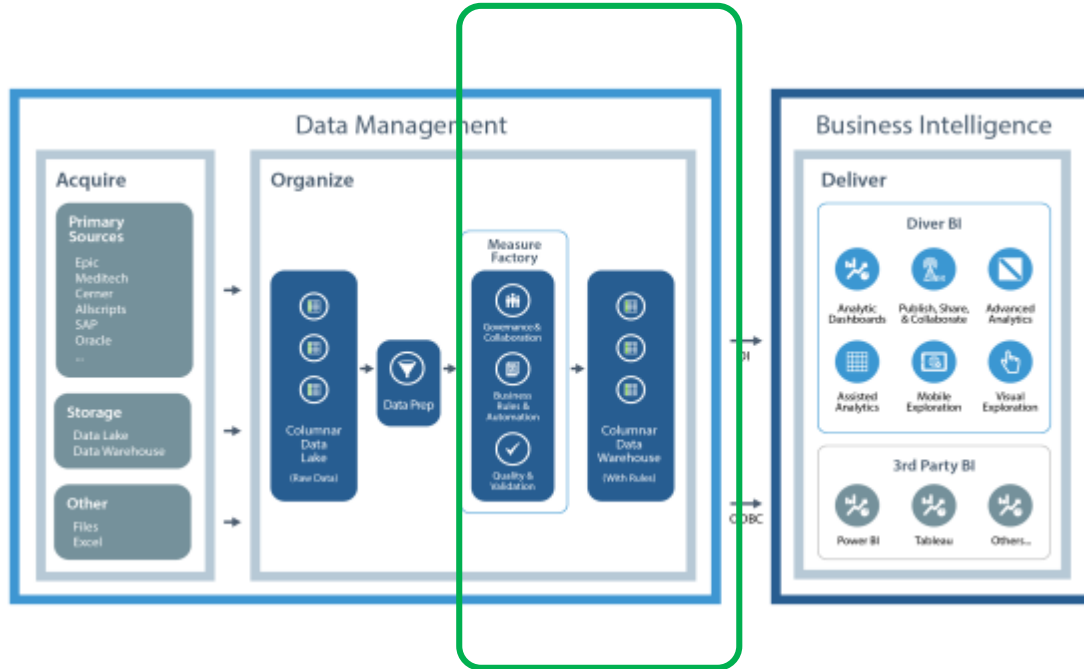 Data Management
Acquire
Primary
Sources
Epic
Meditech
Cerner
Allscripts
SAP
Oracle
...
Storage
Data Lake
Data Warehouse
Other
Files
Excel
Organize
Columnar
Data
Lake
(Raw Data)
Data Prep
Measure
Factory
Governance &
Collaboration
Business
Rules &
Automation
Quality &
Validation
Columnar
Data
Warehouse
(With Rules)
ODBC
Business Intelligence
Deliver
Diver BI
Analytic
Dashboards
Publish, Share,
& Collaborate
Advanced
Analytics
Assisted
Analytics
Mobile
Exploration
Visual
Exploration
3rd Party BI
Power BI
Tableau
Others...